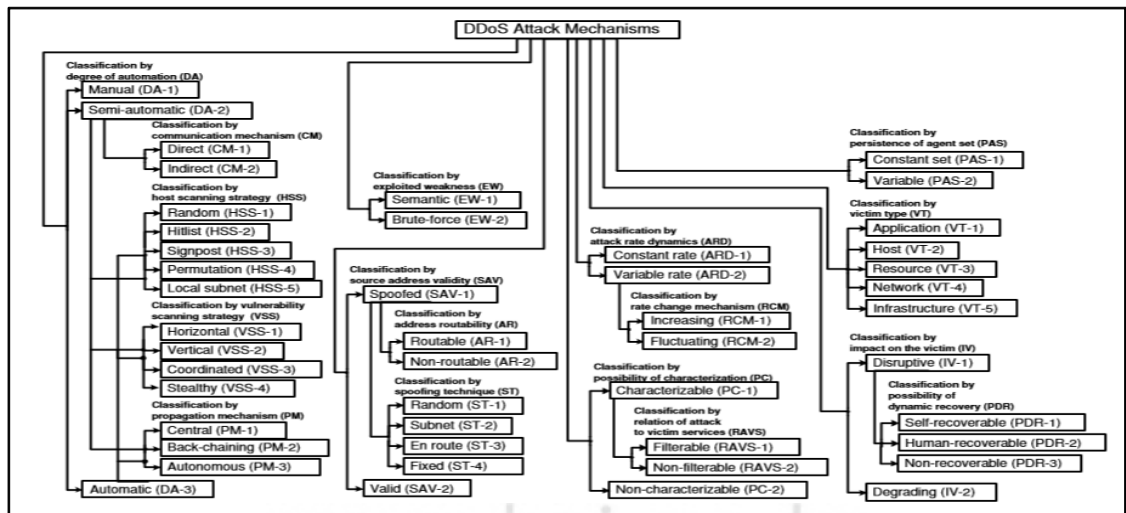 DDoS Attack Mechanisms
Classification by
degree of automation (DA)
Manual (DA-1)
Semi-automatic (DA-2)
Classification by
communication mechanism (CM)
Direct (CM-1)
Indirect (CM-2)
Classification by
host scanning strategy (HSS)
Random (HSS-1)
Hitlist (HSS-2)
Signpost (HSS-3)
Permutation (HSS-4)
Local subnet (HSS-5)
Classification by vulnerability
scanning strategy (VSS)
Horizontal (VSS-1)
Vertical (VSS-2)
Coordinated (VSS-3)
Stealthy (VSS-4)
Classification by
propagation mechanism (PM)
Central (PM-1)
Back-chaining (PM-2)
Autonomous (PM-3)
Automatic (DA-3)
Classification by
exploited weakness (EW)
Semantic (EW-1)
Brute-force (EW-2)
Classification by
source address validity (SAV)
Spoofed (SAV-1)
Classification by
address routability (AR)
Routable (AR-1)
Non-routable (AR-2)
Classification by
spoofing technique (ST)
Random (ST-1)
Subnet (ST-2)
En route (ST-3)
Fixed (ST-4)
Valid (SAV-2)
Classification by
attack rate dynamics (ARD)
Constant rate (ARD-1)
Variable rate (ARD-2)
Classification by
rate change mechanism (RCM)
Increasing (RCM-1)
Fluctuating (RCM-2)
Classification by
possibility of characterization (PC)
Characterizable (PC-1)
Classification by
relation of attack
to victim services (RAVS)
Filterable (RAVS-1)
Non-filterable (RAVS-2)
Non-characterizable (PC-2)
Classification by
persistence of agent set (PAS)
Constant set (PAS-1)
Variable (PAS-2)
Classification by
victim type (VT)
Application (VT-1)
Host (VT-2)
Resource (VT-3)
Network (VT-4)
Infrastructure (VT-5)
Classification by
impact on the victim (IV)
Disruptive (IV-1)
Classification by
possibility of
dynamic recovery (PDR)
Self-recoverable (PDR-1)
Human-recoverable (PDR-2)
Non-recoverable (PDR-3)
Degrading (IV-2)